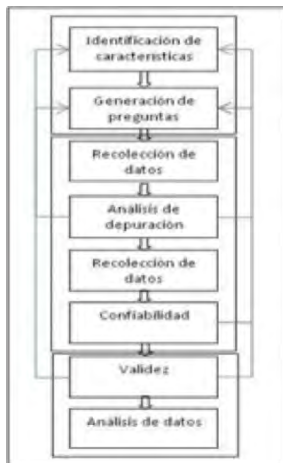 Identificación de
características
Generación de
preguntas
Recolección de
datos
Análisis de
depuración
Recolección de
datos
Confiabilidad
Validez
Análisis de datos